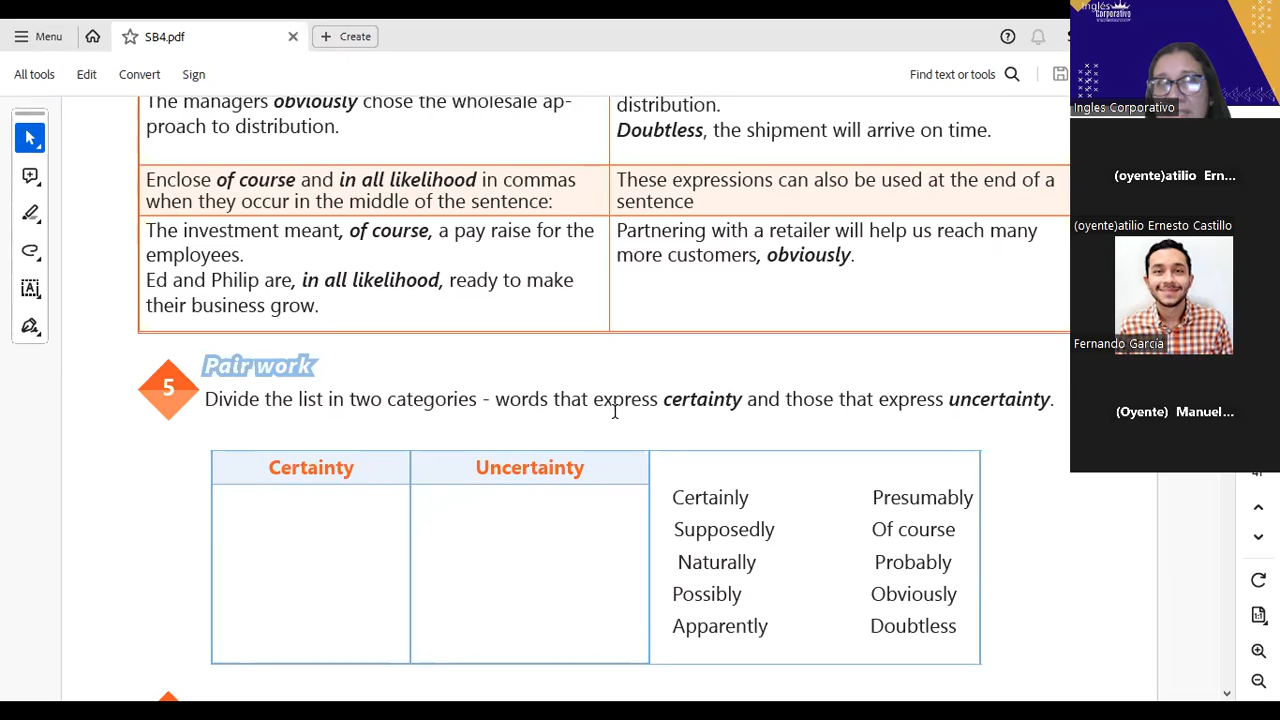 Menu
SB4.pdf
Create
All tools
Edit
Convert
Sign
Find text or tools
The managers obviously chose the wholesale ap-
proach to distribution.
distribution.
Doubtless, the shipment will arrive on time.
Enclose of course and in all likelihood in commas
when they occur in the middle of the sentence:
These expressions can also be used at the end of a
sentence
The investment meant, of course, a pay raise for the
employees.
Ed and Philip are, in all likelihood, ready to make
their business grow.
Partnering with a retailer will help us reach many
more customers, obviously.
5
Pair work
Divide the list in two categories - words that express certainty and those that express uncertainty.
Certainty
Uncertainty
Certainly
Presumably
Supposedly
Of course
Naturally
Probably
Possibly
Obviously
Apparently
Doubtless
Inglés
Corporativo
Ingles Corporativo
(oyente)atilio Ern...
(oyente)atilio Ernesto Castillo
Fernando García
(Oyente) Manuel...